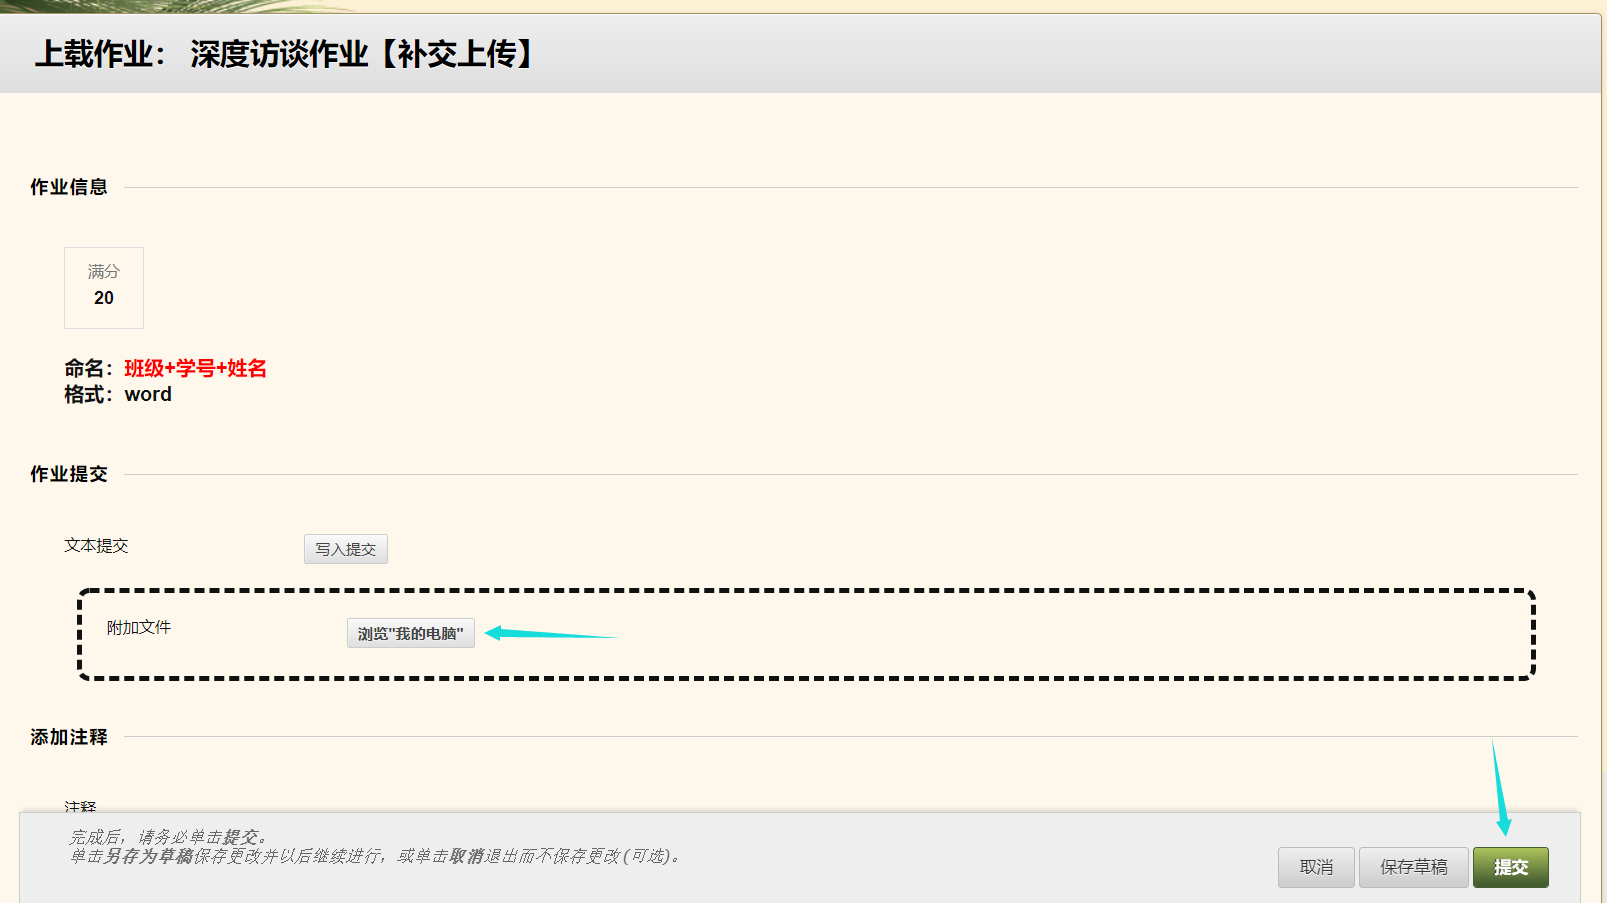 上载作业： 深度访谈作业【补交上传】
作业信息
满分
20
命名：班级+学号+姓名
格式：word
作业提交
文本提交 写入提交
附加文件 浏览"我的电脑"
添加注释
注释
完成后，请务必单击提交。
单击另存为草稿保存更改并以后继续进行，或单击取消退出而不保存更改(可选)。
取消 保存草稿 提交